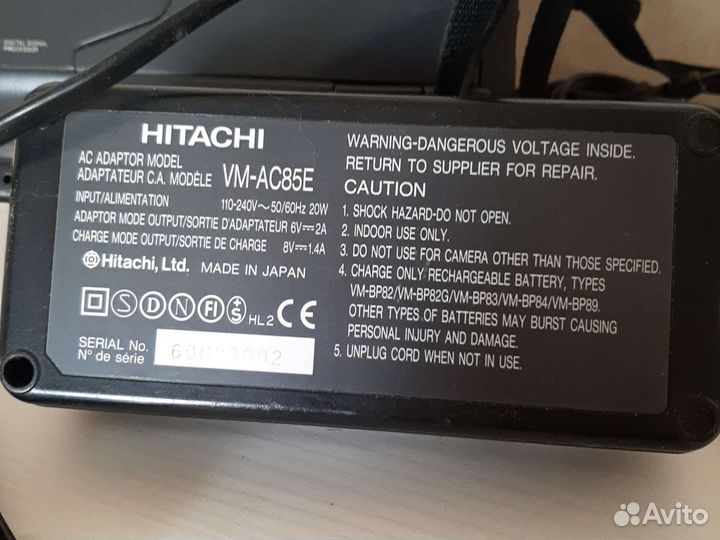 DIGITAL SIGNAL
PROCESSOR
HITACHI
AC ADAPTOR MODEL
ADAPTATEUR C.A. MODÈLE VM-AC85E
INPUT/ALIMENTATION 110-240V~50/60Hz 20W
ADAPTOR MODE OUTPUT/SORTIE D'ADAPTATEUR 6V⎓2A
CHARGE MODE OUTPUT/SORTIE DE CHARGE 8V⎓1.4A
Hitachi, Ltd. MADE IN JAPAN
S D N FI S HL2 CE
SERIAL No.
Nº de série
WARNING-DANGEROUS VOLTAGE INSIDE.
RETURN TO SUPPLIER FOR REPAIR.
CAUTION
1. SHOCK HAZARD-DO NOT OPEN.
2. INDOOR USE ONLY.
3. DO NOT USE FOR CAMERA OTHER THAN THOSE SPECIFIED.
4. CHARGE ONLY RECHARGEABLE BATTERY, TYPES
VM-BP82/VM-BP82G/VM-BP83/VM-BP84/VM-BP89.
OTHER TYPES OF BATTERIES MAY BURST CAUSING
PERSONAL INJURY AND DAMAGE.
5. UNPLUG CORD WHEN NOT IN USE.
Avito